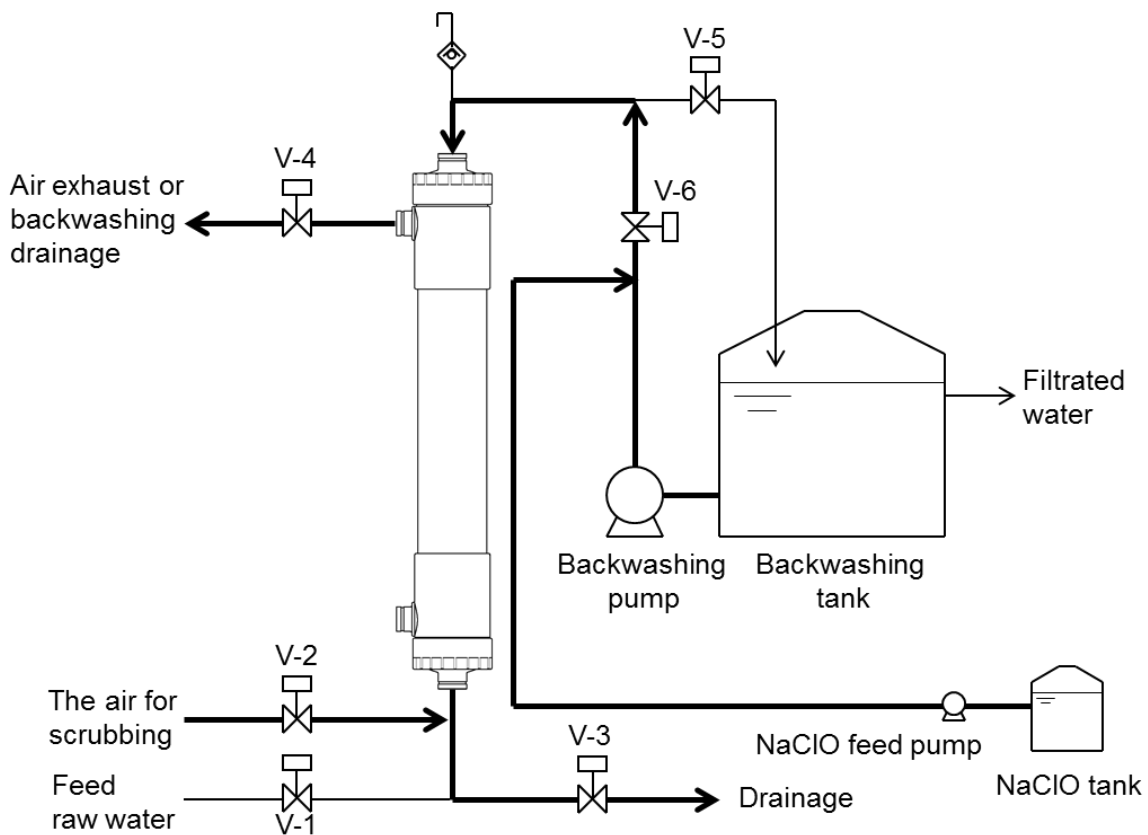 V-5
V-4
Air exhaust or
backwashing
drainage
V-6
Filtrated
water
Backwashing
pump
Backwashing
tank
V-2
The air for
scrubbing
V-3
NaClO feed pump
NaClO tank
Feed
raw water
V-1
Drainage